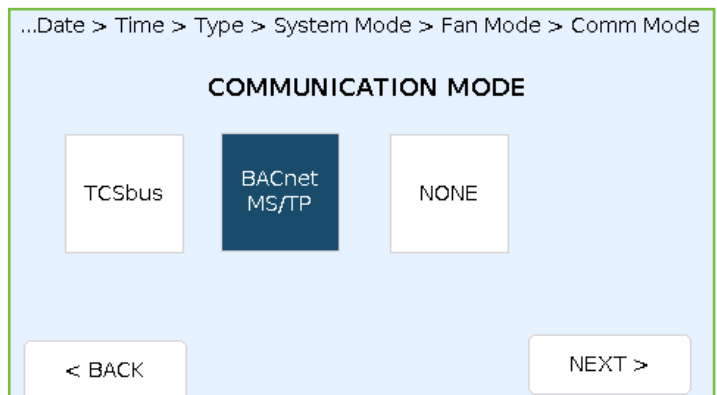 ...Date > Time > Type > System Mode > Fan Mode > Comm Mode
COMMUNICATION MODE
TCSbus
BACnet
MS/TP
NONE
< BACK
NEXT >